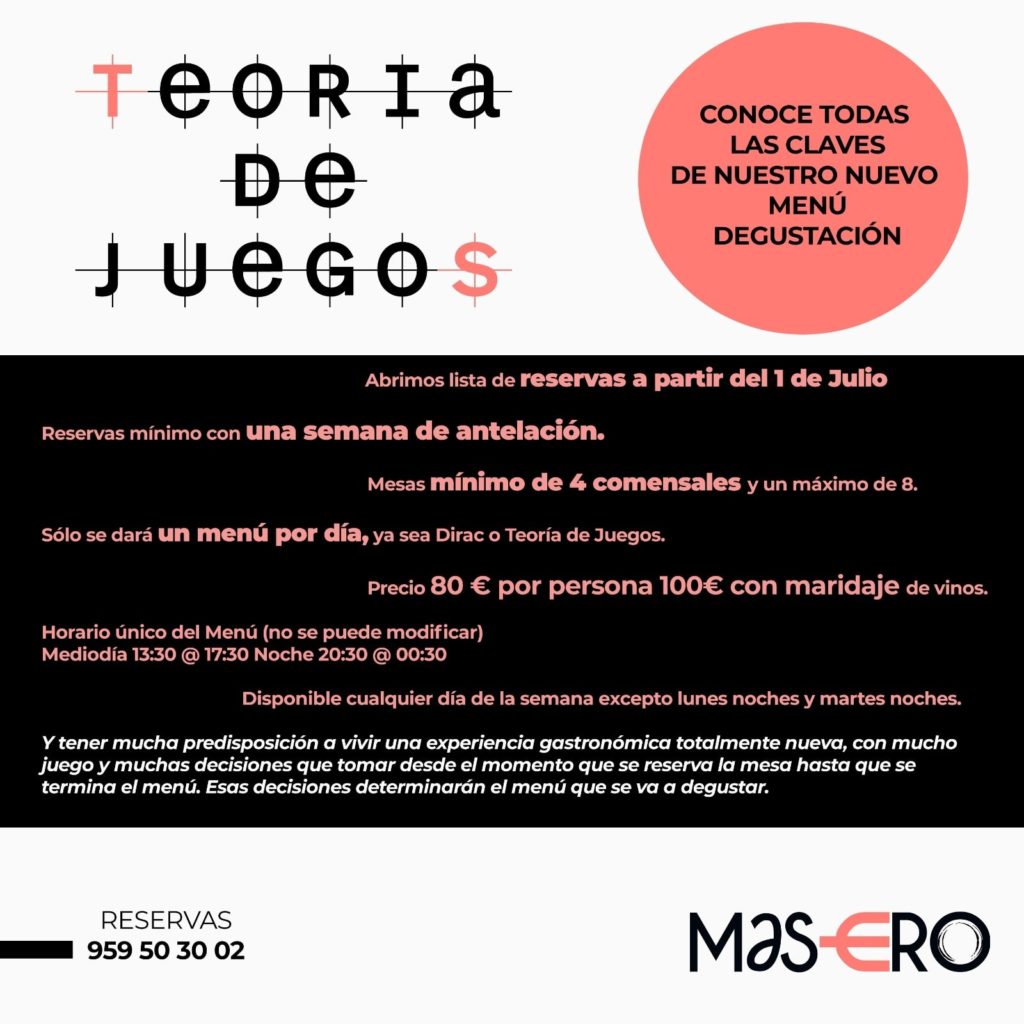 TeORIa
De
JUeGOS
CONOCE TODAS
LAS CLAVES
DE NUESTRO NUEVO
MENÚ
DEGUSTACIÓN
Abrimos lista de reservas a partir del 1 de Julio
Reservas mínimo con una semana de antelación.
Mesas mínimo de 4 comensales y un máximo de 8.
Sólo se dará un menú por día, ya sea Dirac o Teoría de Juegos.
Precio 80 € por persona 100€ con maridaje de vinos.
Horario único del Menú (no se puede modificar)
Mediodía 13:30 @ 17:30 Noche 20:30 @ 00:30
Disponible cualquier día de la semana excepto lunes noches y martes noches.
Y tener mucha predisposición a vivir una experiencia gastronómica totalmente nueva, con mucho
juego y muchas decisiones que tomar desde el momento que se reserva la mesa hasta que se
termina el menú. Esas decisiones determinarán el menú que se va a degustar.
RESERVAS
959 50 30 02
MasERO